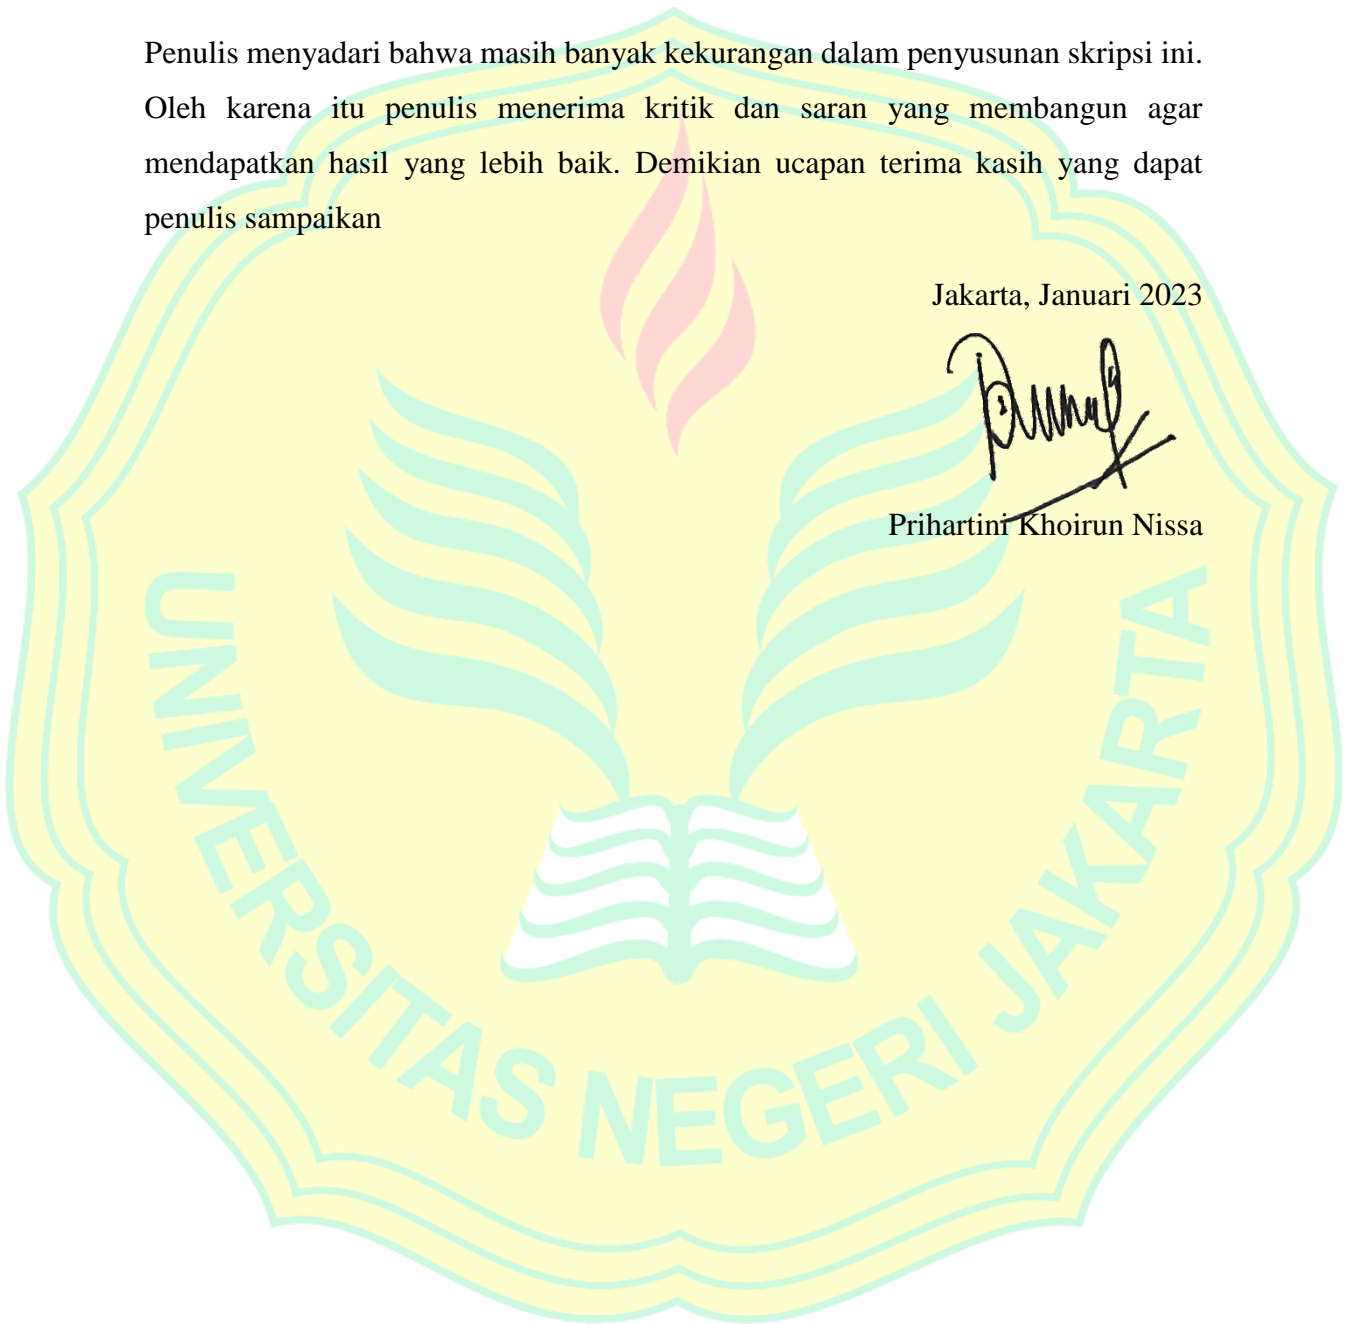 Penulis menyadari bahwa masih banyak kekurangan dalam penyusunan skripsi ini.
Oleh karena itu penulis menerima kritik dan saran yang membangun agar
mendapatkan hasil yang lebih baik. Demikian ucapan terima kasih yang dapat
penulis sampaikan
Jakarta, Januari 2023
Prihartini Khoirun Nissa
UNIVERSITAS NEGERI JAKARTA